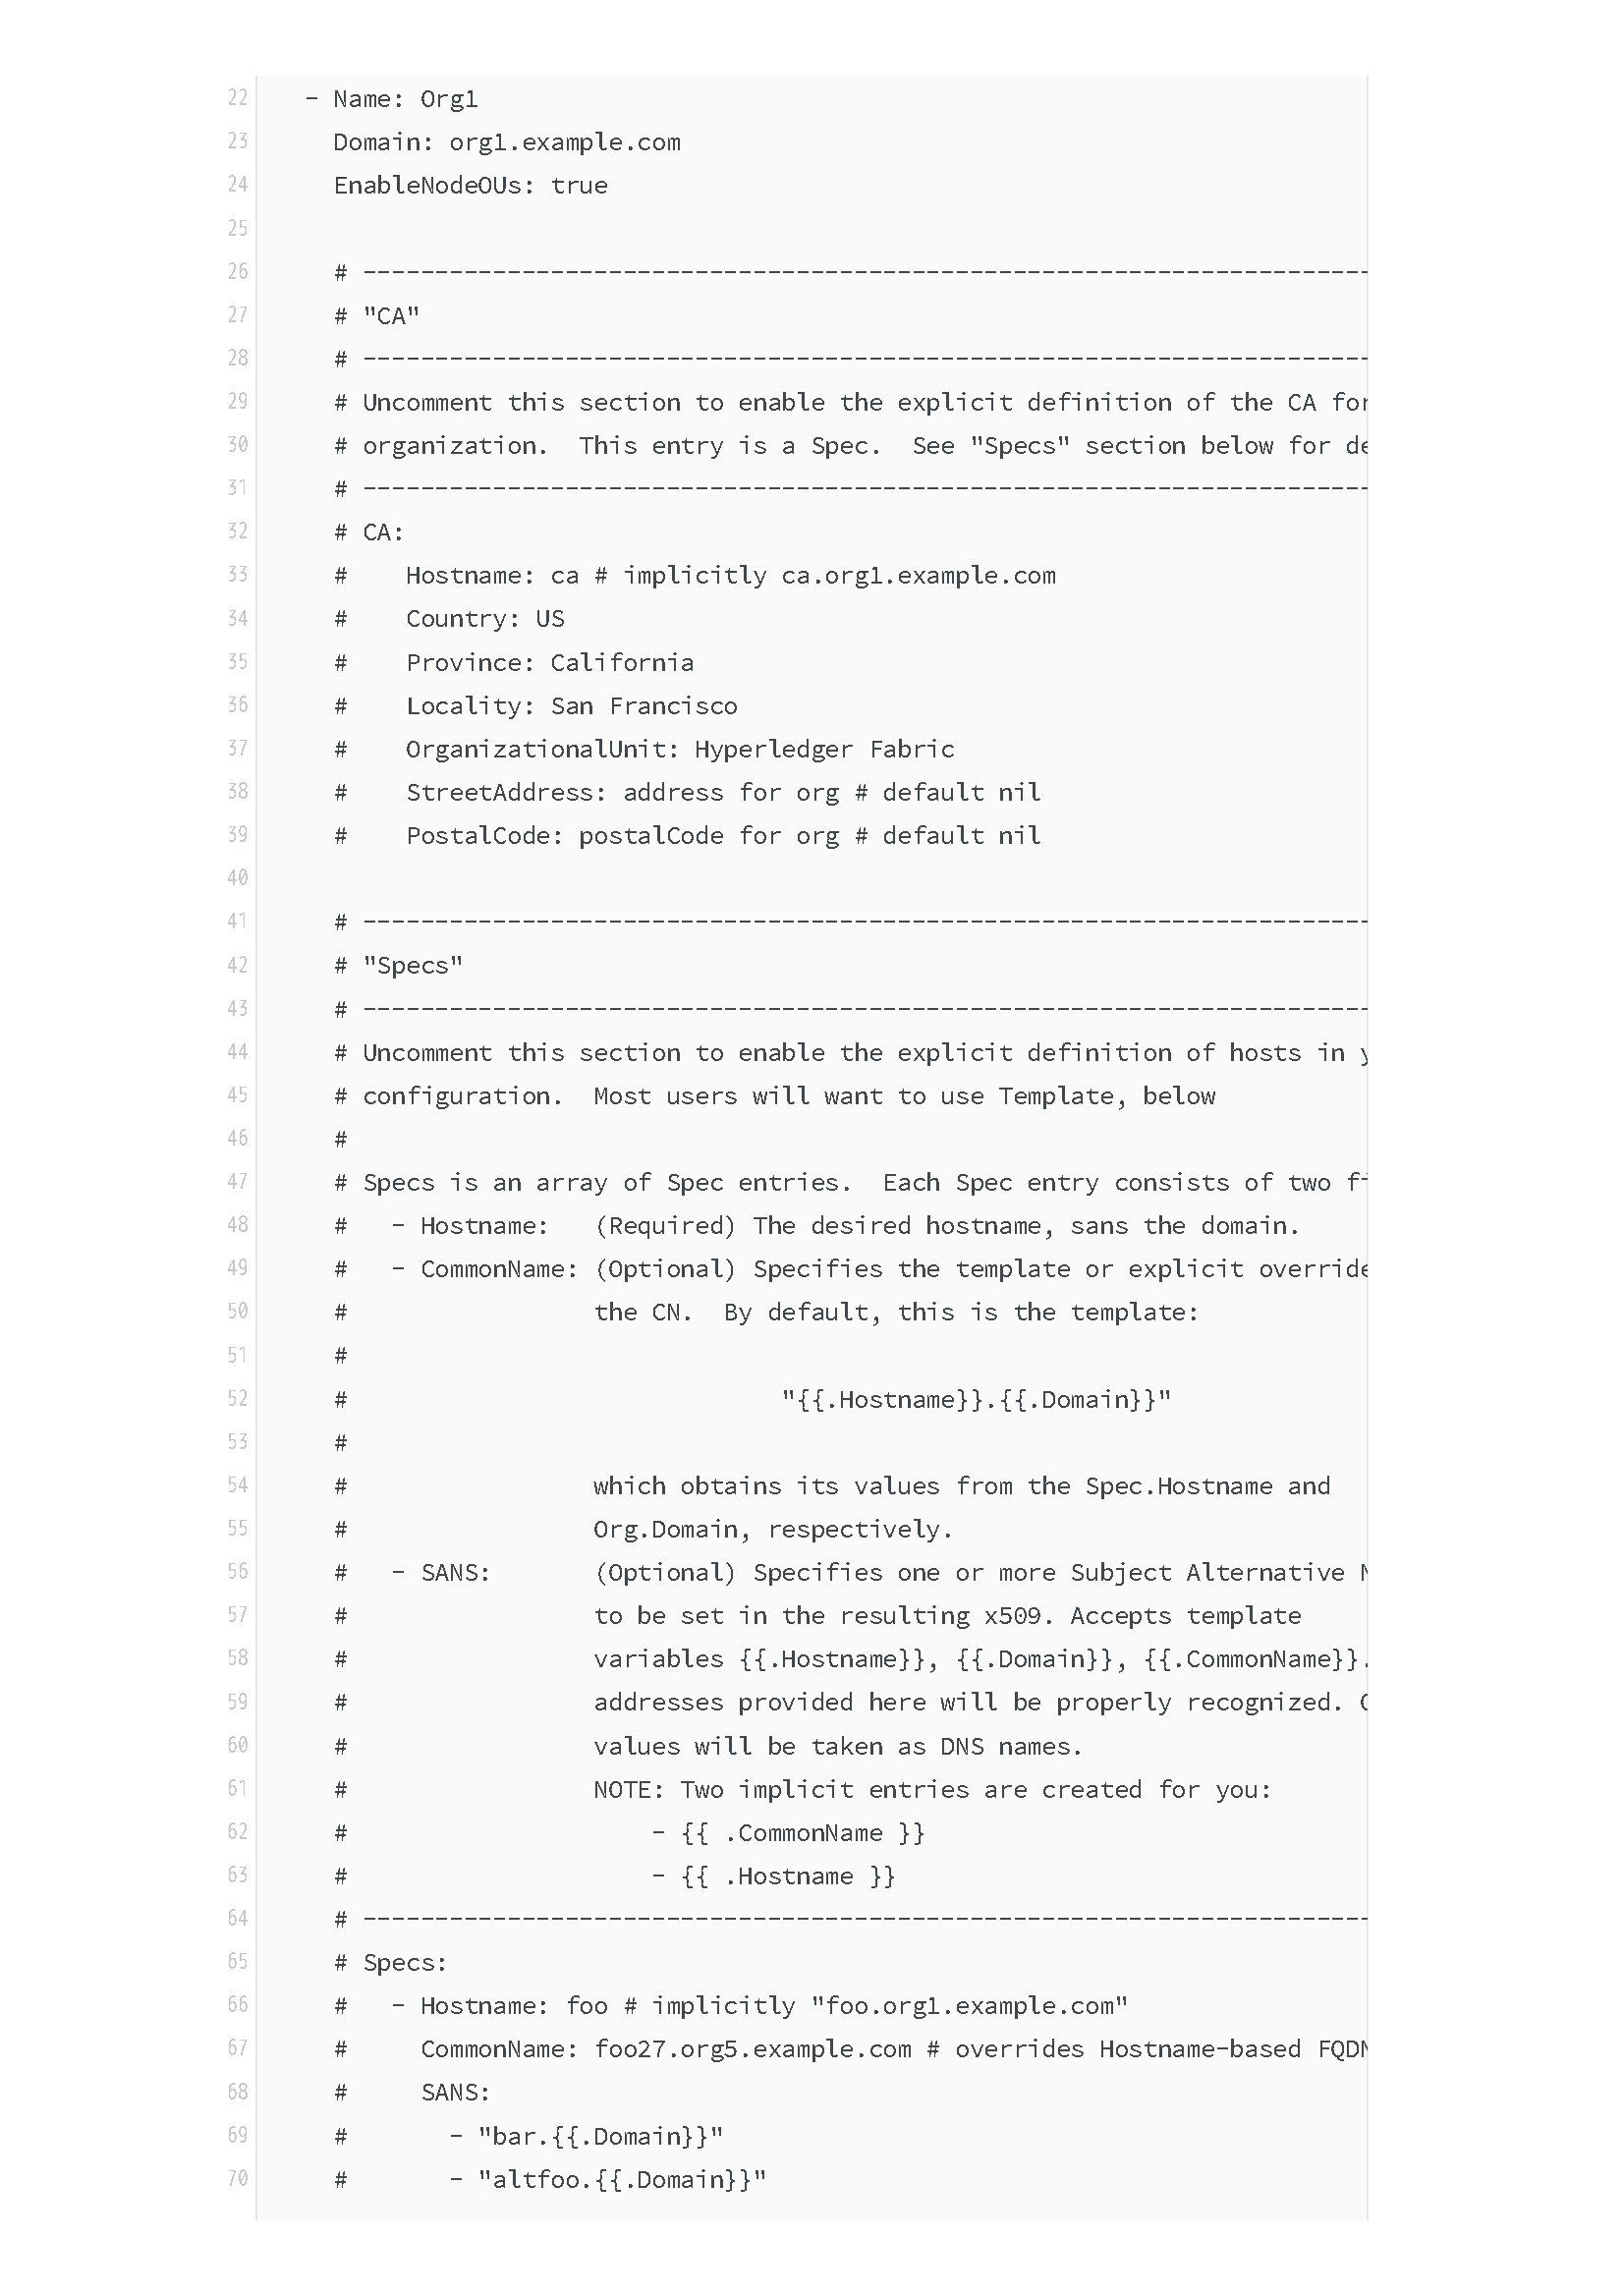 22 - Name: Org1
23 Domain: org1.example.com
24 EnableNodeOUs: true
25
26 # ----------------------------------------------------------------------
27 # "CA"
28 # ----------------------------------------------------------------------
29 # Uncomment this section to enable the explicit definition of the CA for
30 # organization.  This entry is a Spec.  See "Specs" section below for de
31 # ----------------------------------------------------------------------
32 # CA:
33 #    Hostname: ca # implicitly ca.org1.example.com
34 #    Country: US
35 #    Province: California
36 #    Locality: San Francisco
37 #    OrganizationalUnit: Hyperledger Fabric
38 #    StreetAddress: address for org # default nil
39 #    PostalCode: postalCode for org # default nil
40
41 # ----------------------------------------------------------------------
42 # "Specs"
43 # ----------------------------------------------------------------------
44 # Uncomment this section to enable the explicit definition of hosts in y
45 # configuration.  Most users will want to use Template, below
46 #
47 # Specs is an array of Spec entries.  Each Spec entry consists of two fi
48 #   - Hostname:   (Required) The desired hostname, sans the domain.
49 #   - CommonName: (Optional) Specifies the template or explicit override
50 #                 the CN.  By default, this is the template:
51 #
52 #                              "{{.Hostname}}.{{.Domain}}"
53 #
54 #                 which obtains its values from the Spec.Hostname and
55 #                 Org.Domain, respectively.
56 #   - SANS:       (Optional) Specifies one or more Subject Alternative
57 #                 to be set in the resulting x509. Accepts template
58 #                 variables {{.Hostname}}, {{.Domain}}, {{.CommonName}}.
59 #                 addresses provided here will be properly recognized.
60 #                 values will be taken as DNS names.
61 #                 NOTE: Two implicit entries are created for you:
62 #                     - {{ .CommonName }}
63 #                     - {{ .Hostname }}
64 # ----------------------------------------------------------------------
65 # Specs:
66 #   - Hostname: foo # implicitly "foo.org1.example.com"
67 #     CommonName: foo27.org5.example.com # overrides Hostname-based FQDN
68 #     SANS:
69 #       - "bar.{{.Domain}}"
70 #       - "altfoo.{{.Domain}}"